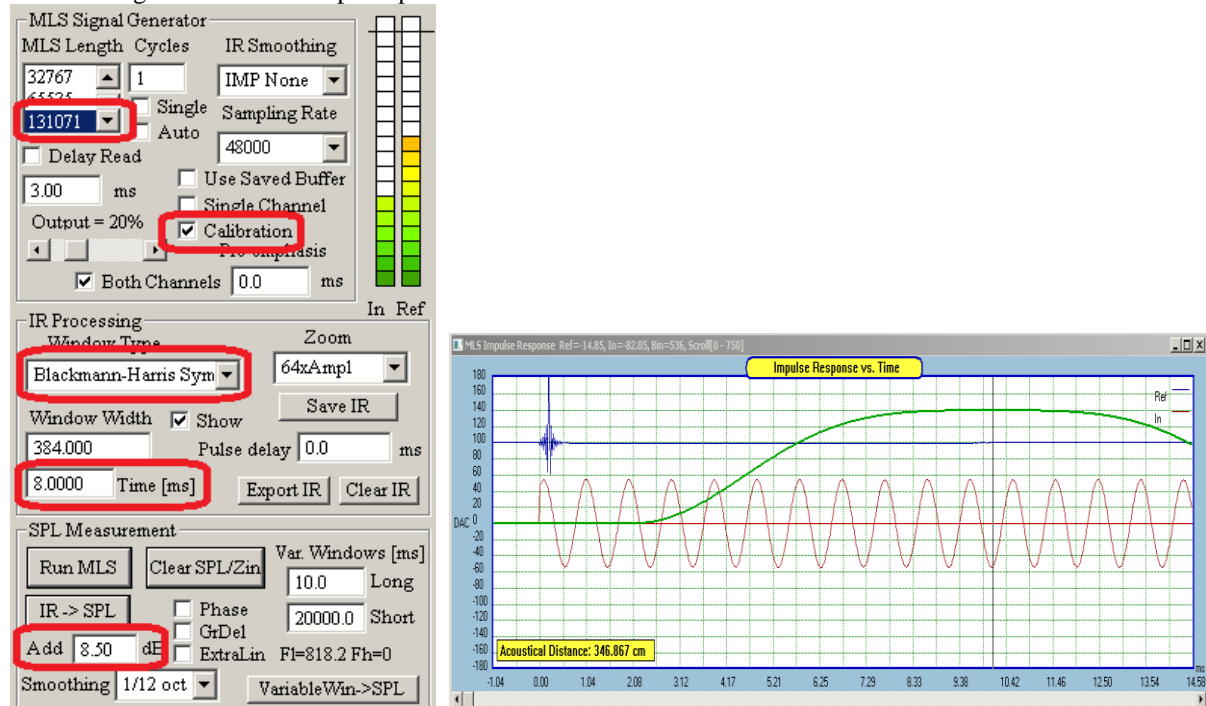 MLS Signal Generator
MLS Length Cycles IR Smoothing
32767 1 IMP None
65535 Single Sampling Rate
131071 Auto
Delay Read 48000
3.00 ms Use Saved Buffer
Single Channel
Output = 20% Calibration
Pre-emphasis
Both Channels 0.0 ms
In Ref
IR Processing
Window Type Zoom
Blackmann-Harris Sym 64xAmpl
Window Width Show Save IR
384.000 Pulse delay 0.0 ms
8.0000 Time [ms] Export IR Clear IR
SPL Measurement
Run MLS Clear SPL/Zin Var. Windows [ms]
10.0 Long
IR -> SPL Phase 20000.0 Short
GrDel
Add 8.50 dB ExtraLin Fl=818.2 Fh=0
Smoothing 1/12 oct VariableWin->SPL
MLS Impulse Response Ref=-14.85, In=-82.05, Bin=536, Scroll[0 - 750]
Impulse Response vs. Time
180
160
140
120
100
80
60
40
20
DAC 0
-20
-40
-60
-80
-100
-120
-140
-160
-180
Ref
In
Acoustical Distance: 346.867 cm
ms
-1.04 0.00 1.04 2.08 3.12 4.17 5.21 6.25 7.29 8.33 9.38 10.42 11.46 12.50 13.54 14.58